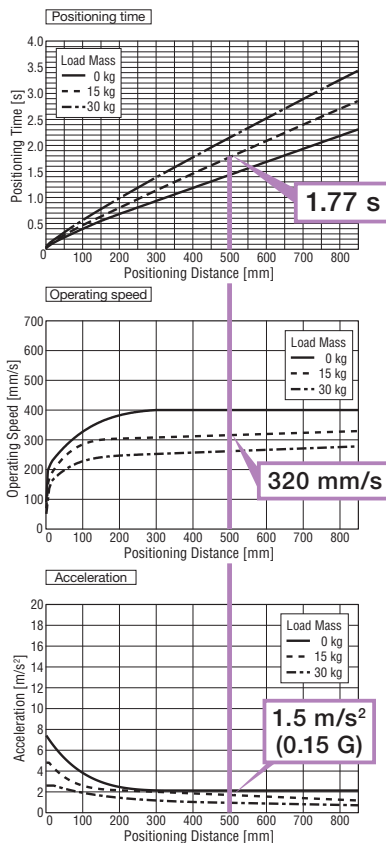 Positioning time
Positioning Time [s]
4.0
3.5
3.0
2.5
2.0
1.5
1.0
0.5
Load Mass
0 kg
15 kg
30 kg
1.77 s
0 100 200 300 400 500 600 700 800
Positioning Distance [mm]
Operating speed
Operating Speed [mm/s]
700
600
500
400
300
200
100
0
Load Mass
0 kg
15 kg
30 kg
320 mm/s
0 100 200 300 400 500 600 700 800
Positioning Distance [mm]
Acceleration
Acceleration [m/s²]
20
18
16
14
12
10
8
6
4
2
0
Load Mass
0 kg
15 kg
30 kg
1.5 m/s²
(0.15 G)
0 100 200 300 400 500 600 700 800
Positioning Distance [mm]